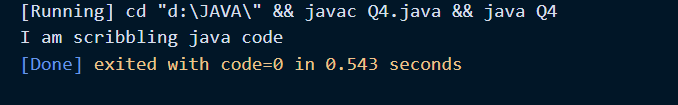 [Running] cd "d:\JAVA\" && javac Q4.java && java Q4
I am scribbling java code
[Done] exited with code=0 in 0.543 seconds